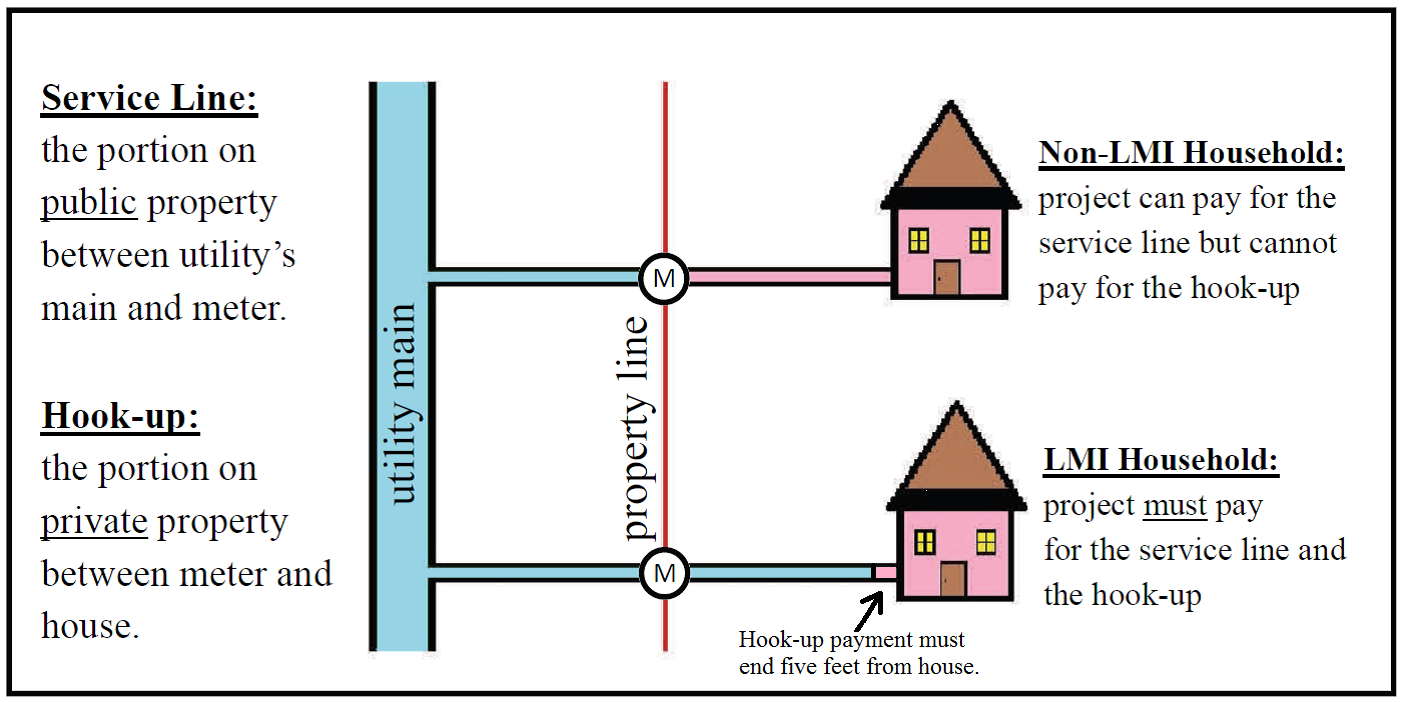 Service Line:
the portion on
public property
between utility’s
main and meter.
Hook-up:
the portion on
private property
between meter and
house.
utility main
property line
M
M
Non-LMI Household:
project can pay for the
service line but cannot
pay for the hook-up
LMI Household:
project must pay
for the service line and
the hook-up
Hook-up payment must
end five feet from house.